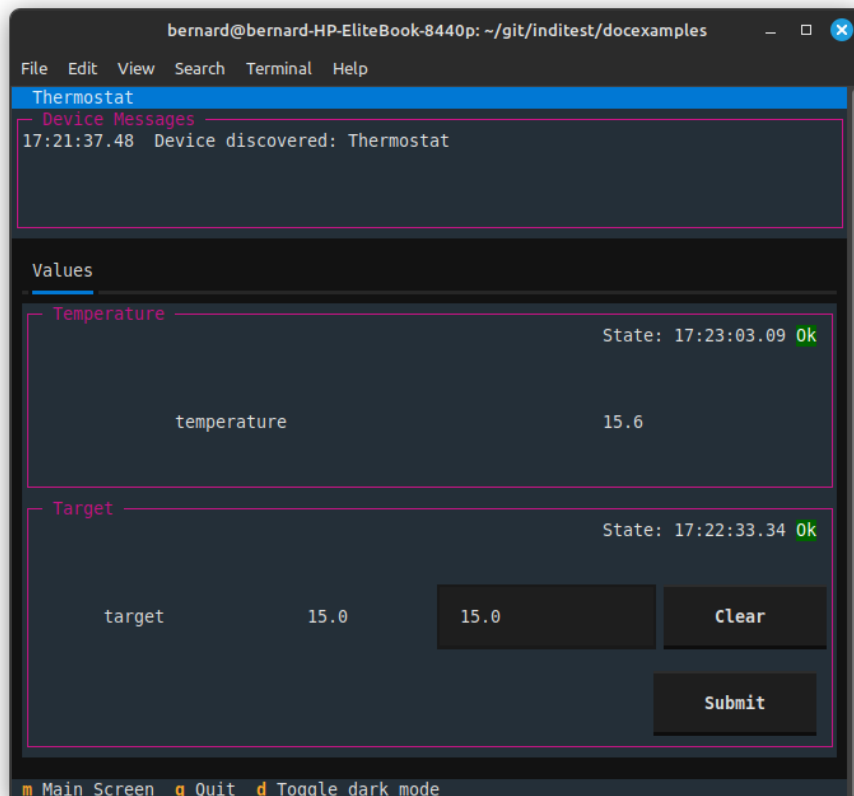 bernard@bernard-HP-EliteBook-8440p: ~/git/inditest/docexamples
File Edit View Search Terminal Help
Thermostat
Device Messages
17:21:37.48 Device discovered: Thermostat
Values
Temperature
State: 17:23:03.09 Ok
temperature 15.6
Target
State: 17:22:33.34 Ok
target 15.0 15.0 Clear
Submit
m Main Screen q Quit d Toggle dark mode